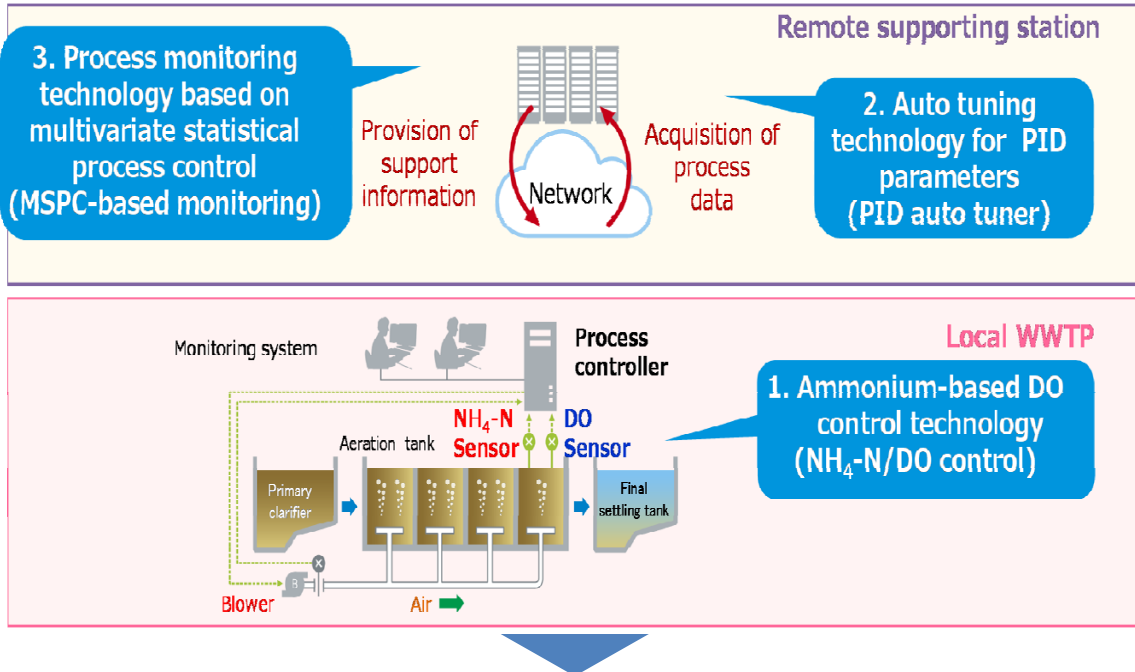 Remote supporting station
3. Process monitoring
technology based on
multivariate statistical
process control
(MSPC-based monitoring)
Provision of
support
information
Network
Acquisition of
process
data
2. Auto tuning
technology for PID
parameters
(PID auto tuner)
Local WWTP
Monitoring system
Process
controller
1. Ammonium-based DO
control technology
(NH₄-N/DO control)
NH₄-N
Sensor
DO
Sensor
Aeration tank
Primary
clarifier
Final
settling tank
B
Blower
Air